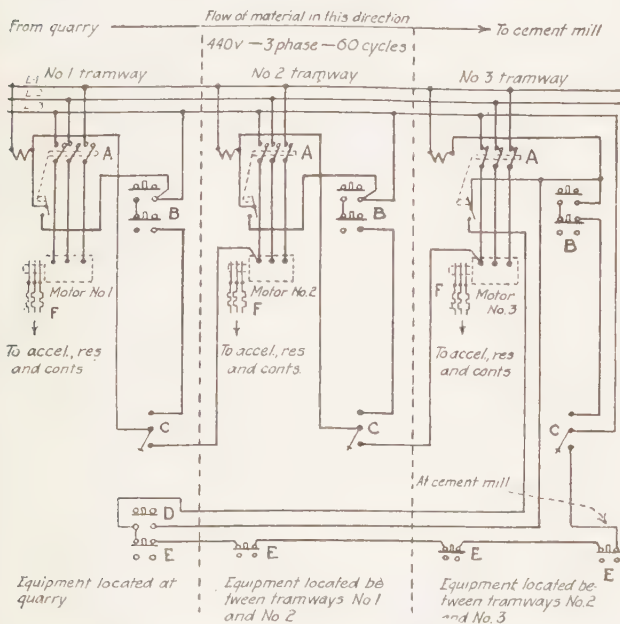 Flow of material in this direction
From quarry
To cement mill
440v - 3 phase - 60 cycles
No 1 tramway
No 2 tramway
No 3 tramway
L-1
L-2
L-3
A
A
A
B
B
B
Motor No.1
Motor No.2
Motor
No.3
F
F
F
To accel., res
and conts
To accel., res
and conts.
To accel., res
and conts
C
C
C
At cement mill
D
E
E
E
E
Equipment located at
quarry
Equipment located be
tween tramways No 1
and No 2
Equipment located be-
tween tramways No.2
and No.3